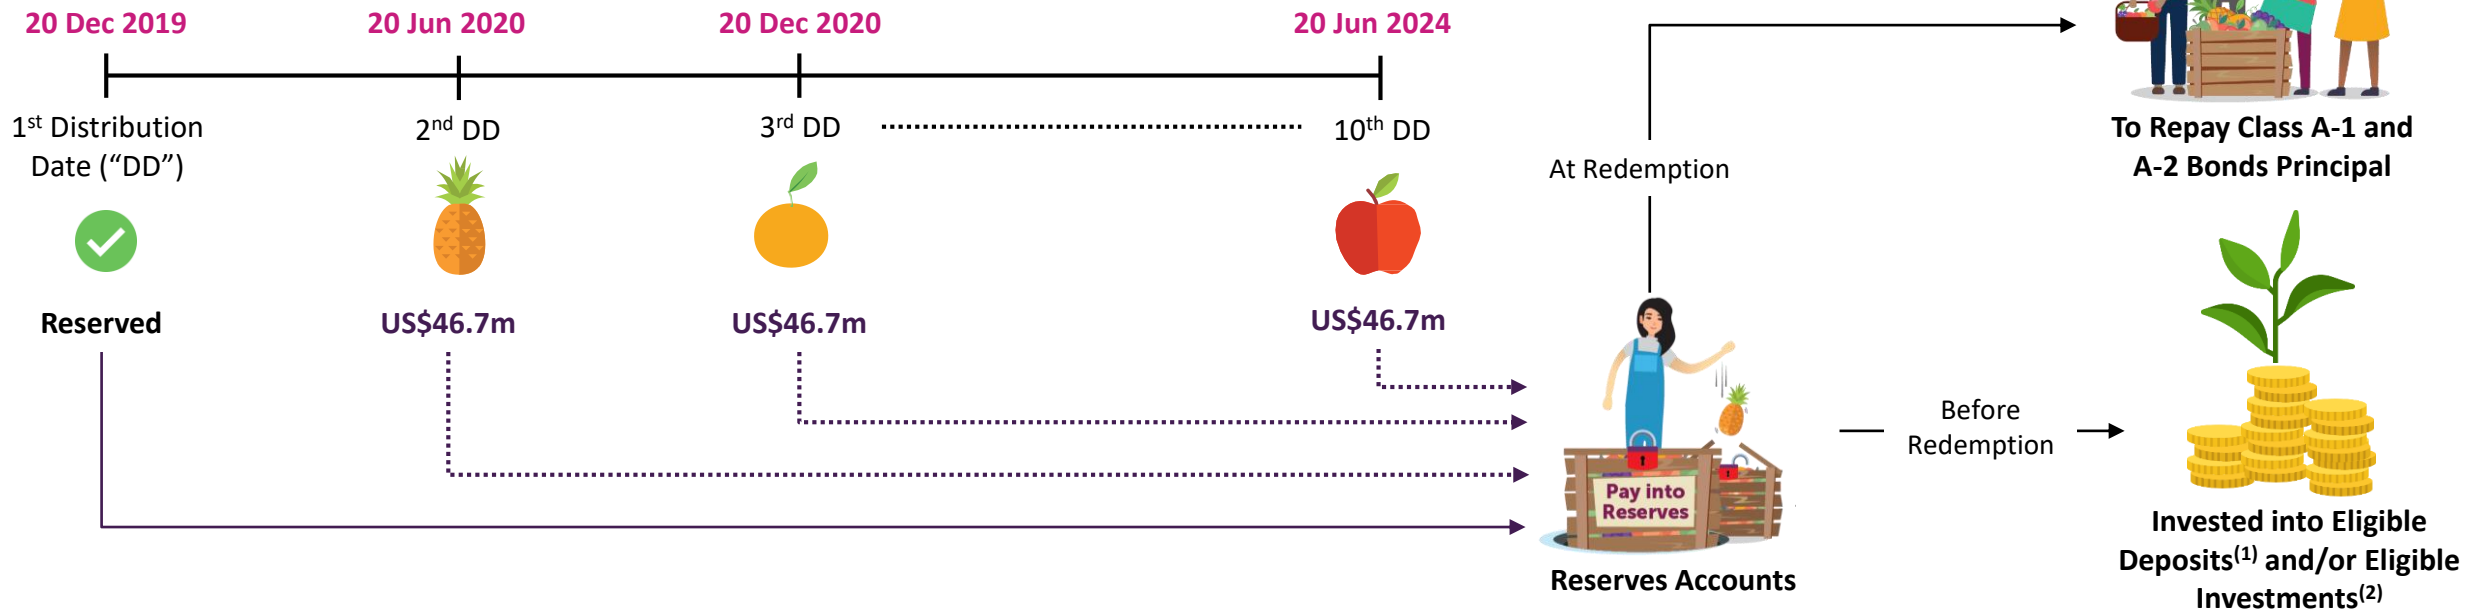 20 Dec 2019
20 Jun 2020
20 Dec 2020
20 Jun 2024
1st Distribution
Date (“DD”)
2nd DD
3rd DD
10th DD
Reserved
US$46.7m
US$46.7m
US$46.7m
At Redemption
To Repay Class A-1 and
A-2 Bonds Principal
Pay into
Reserves
Reserves Accounts
Before
Redemption
Invested into Eligible
Deposits(1) and/or Eligible
Investments(2)